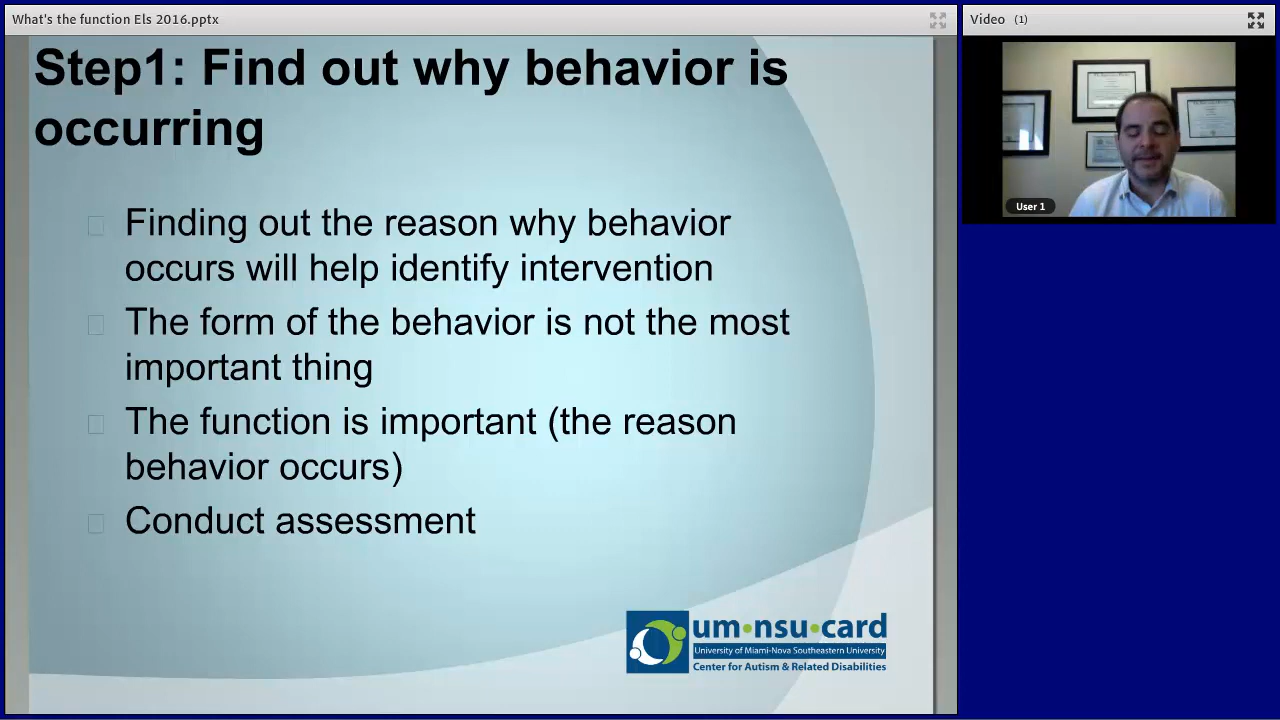 What's the function Els 2016.pptx
Video (1)
Step1: Find out why behavior is
occurring
Finding out the reason why behavior
occurs will help identify intervention
The form of the behavior is not the most
important thing
The function is important (the reason
behavior occurs)
Conduct assessment
User 1
um•nsu•card
University of Miami-Nova Southeastern University
Center for Autism & Related Disabilities